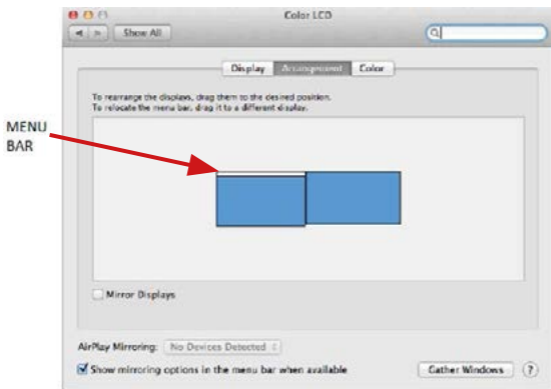 Color LCD
Show All
Display Arrangement Color
To rearrange the displays, drag them to the desired position.
To relocate the menu bar, drag it to a different display.
MENU
BAR
Mirror Displays
AirPlay Mirroring: No Devices Detected
Show mirroring options in the menu bar when available
Gather Windows ?